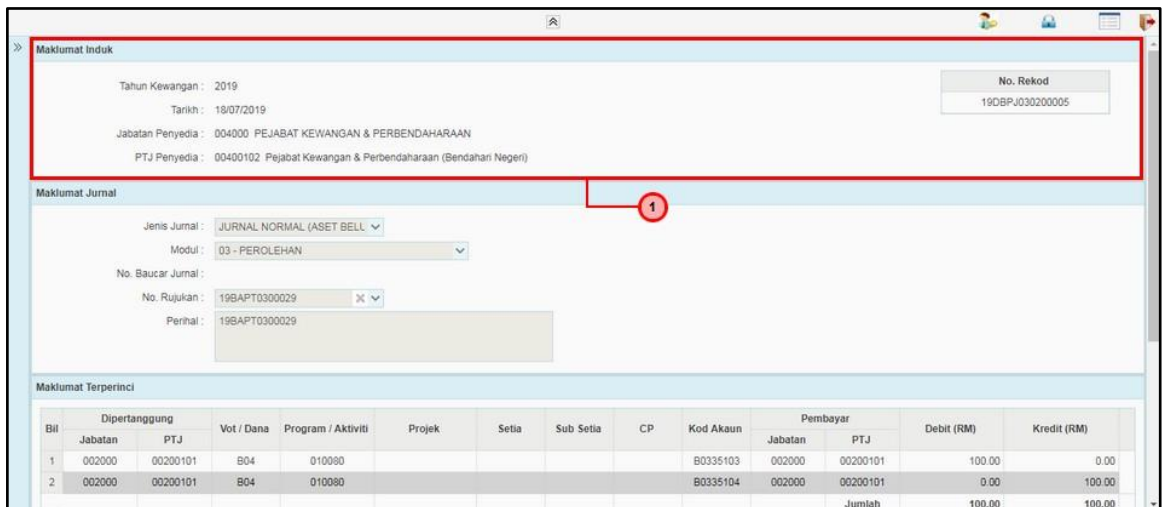 Maklumat Induk
Tahun Kewangan : 2019
No. Rekod
Tarikh : 18/07/2019
19DBPJ030200005
Jabatan Penyedia : 004000 PEJABAT KEWANGAN & PERBENDAHARAAN
PTJ Penyedia : 00400102 Pejabat Kewangan & Perbendaharaan (Bendahari Negeri)
Maklumat Jurnal
1
Jenis Jurnal : JURNAL NORMAL (ASET BELL
Modul : 03 - PEROLEHAN
No. Baucar Jurnal :
No. Rujukan : 19BAPT0300029
Perihal : 19BAPT0300029
Maklumat Terperinci
Bil Dipertanggung Vot / Dana Program / Aktiviti Projek Setia Sub Setia CP Kod Akaun Pembayar Debit (RM) Kredit (RM)
Jabatan PTJ Jabatan PTJ
1 002000 00200101 B04 010080 B0335103 002000 00200101 100.00 0.00
2 002000 00200101 B04 010080 B0335104 002000 00200101 0.00 100.00
Jumlah 100.00 100.00